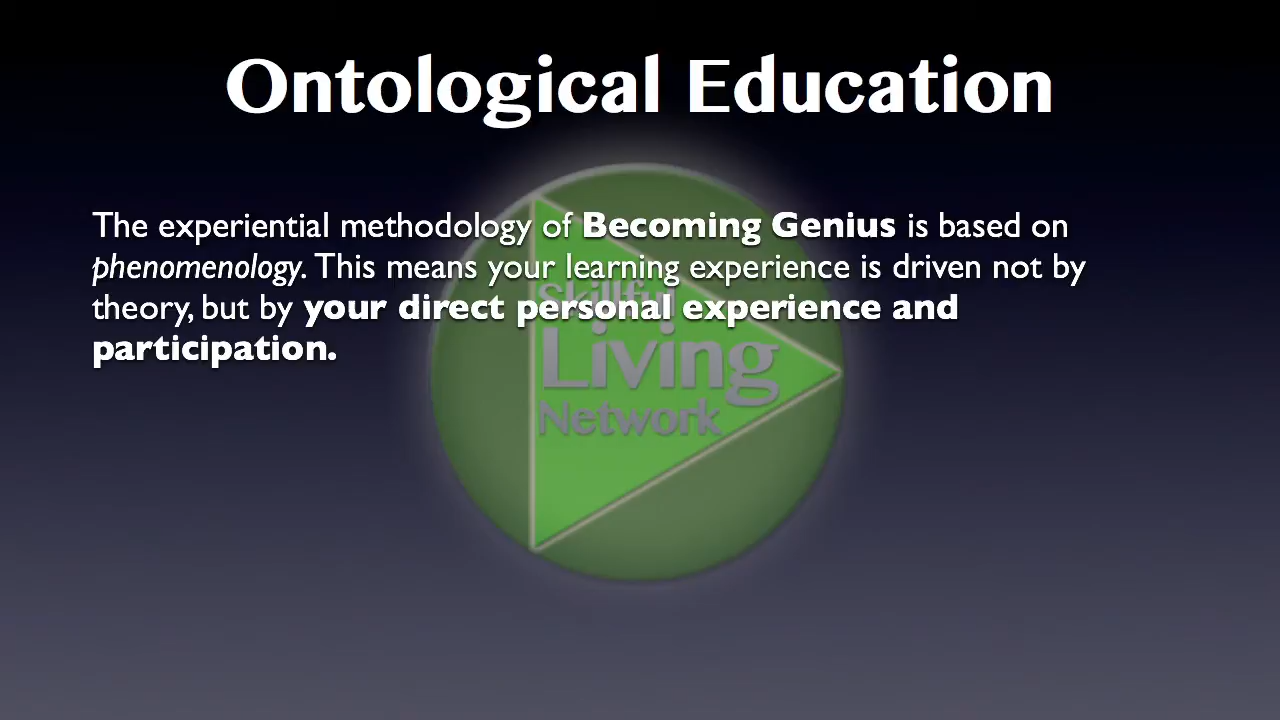 Ontological Education
The experiential methodology of Becoming Genius is based on
phenomenology. This means your learning experience is driven not by
theory, but by your direct personal experience and
participation.
Skillful
Living
Network